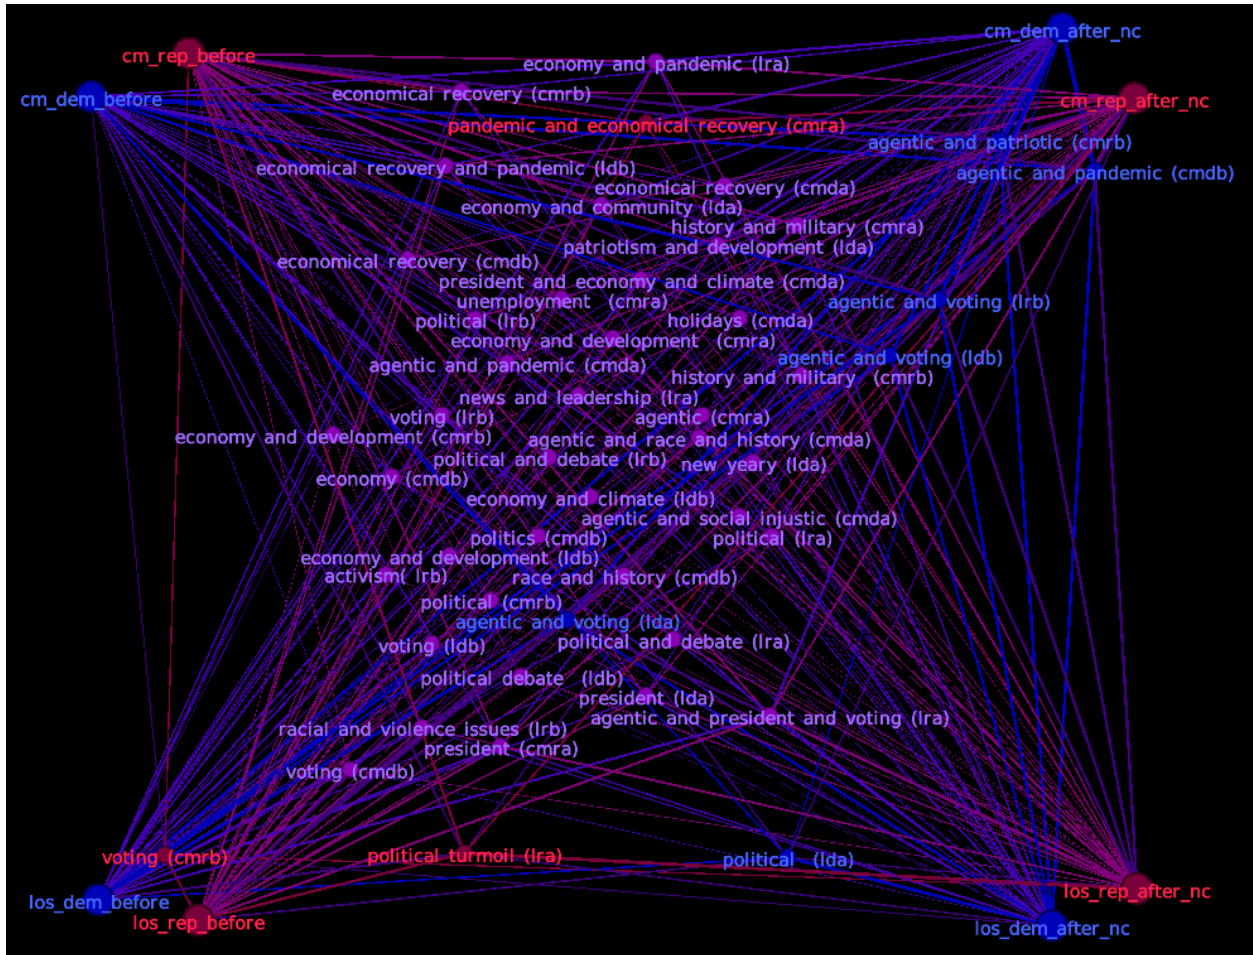 cm_dem_after_nc
cm_rep_before
economy and pandemic (lra)
economical recovery (cmrb)
cm_dem_before
cm_rep_after_nc
pandemic and economical recovery (cmra)
agentic and patriotic (cmrb)
economical recovery and pandemic (ldb)
agentic and pandemic (cmdb)
economical recovery (cmda)
economy and community (lda)
history and military (cmra)
patriotism and development (lda)
economical recovery (cmdb)
president and economy and climate (cmda)
unemployment (cmra)
agentic and voting (lrb)
political (lrb)
holidays (cmda)
economy and development (cmra)
agentic and voting (ldb)
agentic and pandemic (cmda)
history and military (cmrb)
news and leadership (lra)
voting (lrb)
agentic (cmra)
economy and development (cmrb)
agentic and race and history (cmda)
political and debate (lrb)
new yeary (lda)
economy (cmdb)
economy and climate (ldb)
agentic and social injustic (cmda)
politics (cmdb)
political (lra)
economy and development (ldb)
activism( lrb)
race and history (cmdb)
political (cmrb)
agentic and voting (lda)
political and debate (lra)
voting (ldb)
political debate (ldb)
president (lda)
agentic and president and voting (lra)
racial and violence issues (lrb)
president (cmra)
voting (cmdb)
voting (cmrb)
political turmoil (lra)
political (lda)
los_rep_after_nc
los_dem_before
los_rep_before
los_dem_after_nc